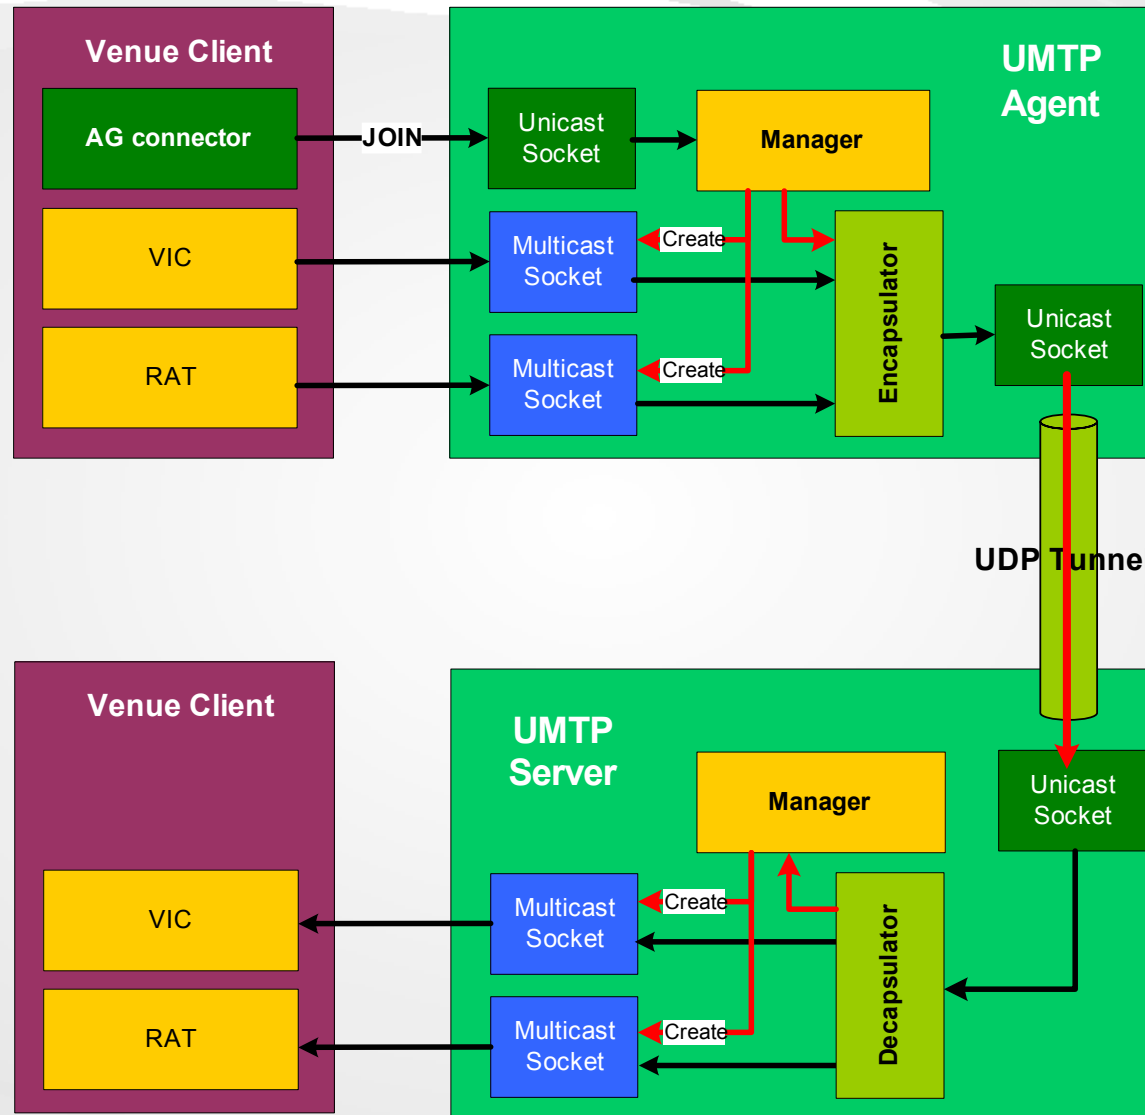 Venue Client
UMTP
Agent
AG connector
JOIN
Unicast
Socket
Manager
VIC
Multicast
Socket
Create
Encapsulator
Unicast
Socket
RAT
Multicast
Socket
Create
UDP Tunne
Venue Client
UMTP
Server
Manager
Unicast
Socket
VIC
Multicast
Socket
Create
Decapsulator
RAT
Multicast
Socket
Create